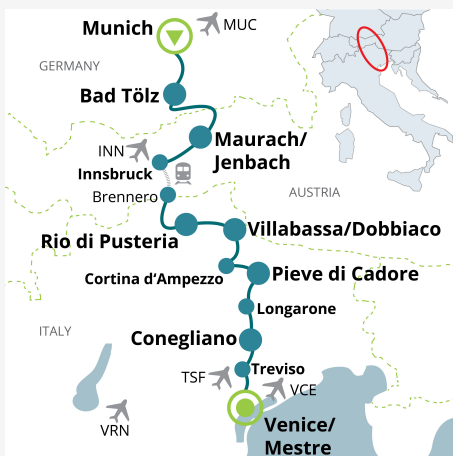 Munich
MUC
GERMANY
Bad Tölz
Maurach/
Jenbach
INN
Innsbruck
Brennero
AUSTRIA
Rio di Pusteria
Villabassa/Dobbiaco
Cortina d‘Ampezzo
Pieve di Cadore
Longarone
ITALY
Conegliano
Treviso
TSF
VCE
VRN
Venice/
Mestre